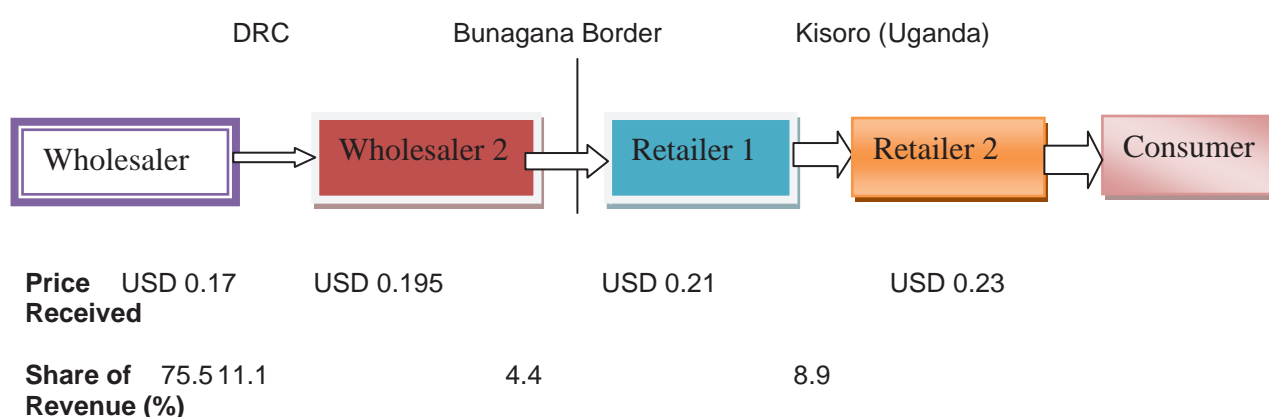 DRC Bunagana Border Kisoro (Uganda)
Wholesaler Wholesaler 2 Retailer 1 Retailer 2 Consumer
Price USD 0.17 USD 0.195 USD 0.21 USD 0.23
Received
Share of 75.5 11.1 4.4 8.9
Revenue (%)